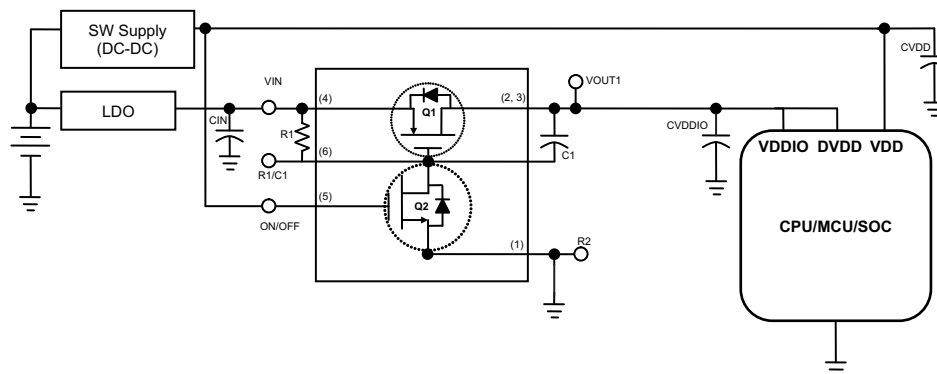 SW Supply
(DC-DC)
CVDD
VIN
VOUT1
LDO
(4)
(2, 3)
CIN
Q1
R1
CVDDIO
C1
VDDIO DVDD VDD
(6)
R1/C1
(5)
Q2
CPU/MCU/SOC
ON/OFF
(1)
R2